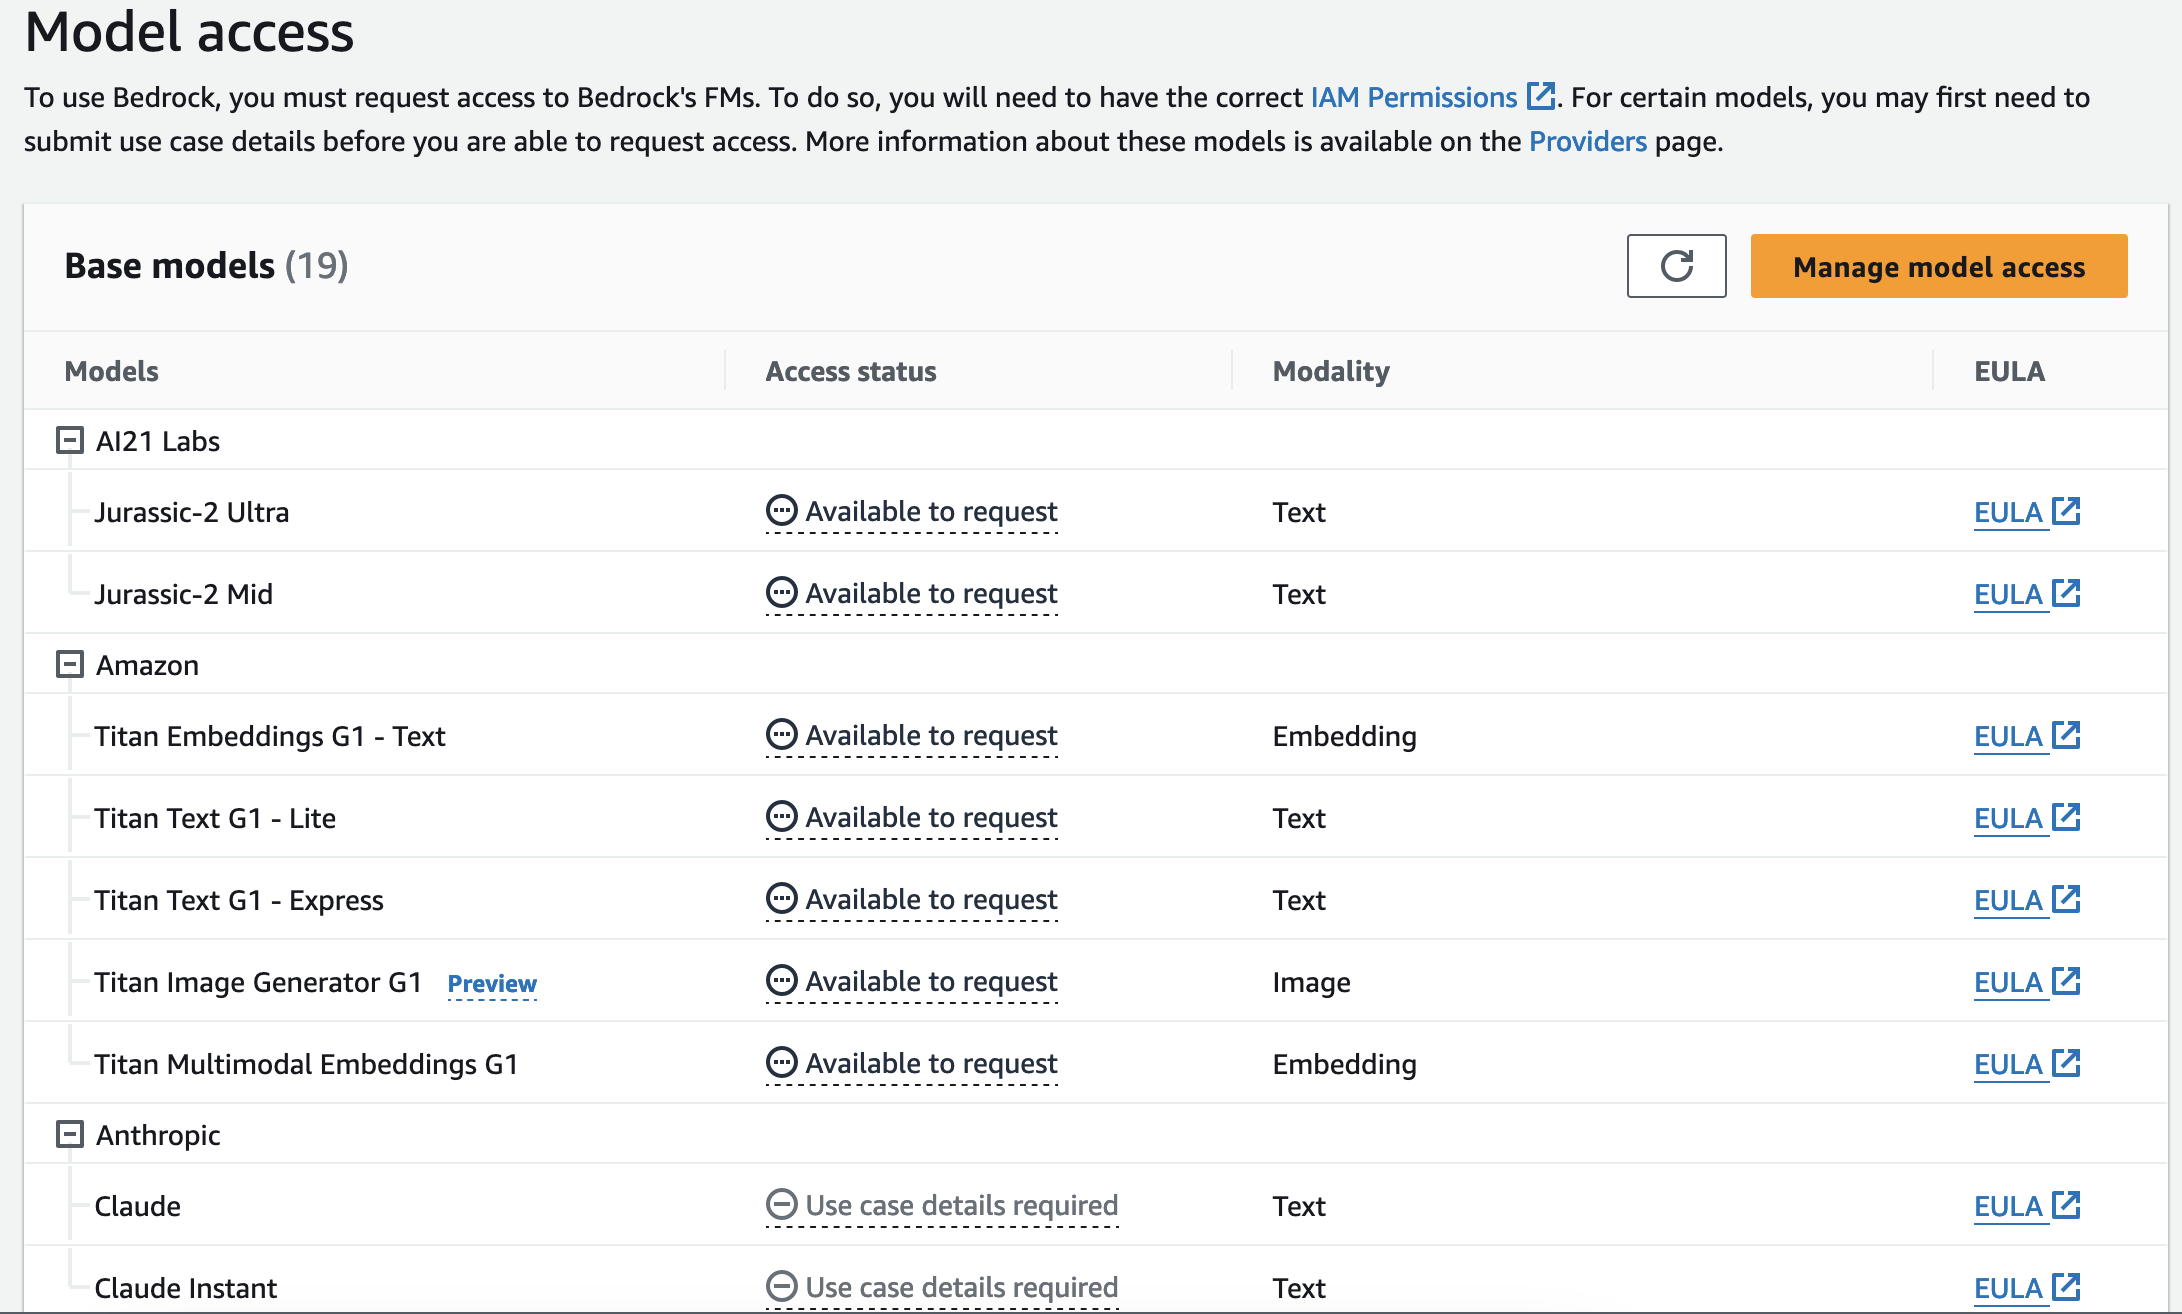 Model access
To use Bedrock, you must request access to Bedrock's FMs. To do so, you will need to have the correct IAM Permissions. For certain models, you may first need to
submit use case details before you are able to request access. More information about these models is available on the Providers page.
Base models (19)
Manage model access
Models Access status Modality EULA
AI21 Labs
Jurassic-2 Ultra Available to request Text EULA
Jurassic-2 Mid Available to request Text EULA
Amazon
Titan Embeddings G1 - Text Available to request Embedding EULA
Titan Text G1 - Lite Available to request Text EULA
Titan Text G1 - Express Available to request Text EULA
Titan Image Generator G1 Preview Available to request Image EULA
Titan Multimodal Embeddings G1 Available to request Embedding EULA
Anthropic
Claude Use case details required Text EULA
Claude Instant Use case details required Text EULA